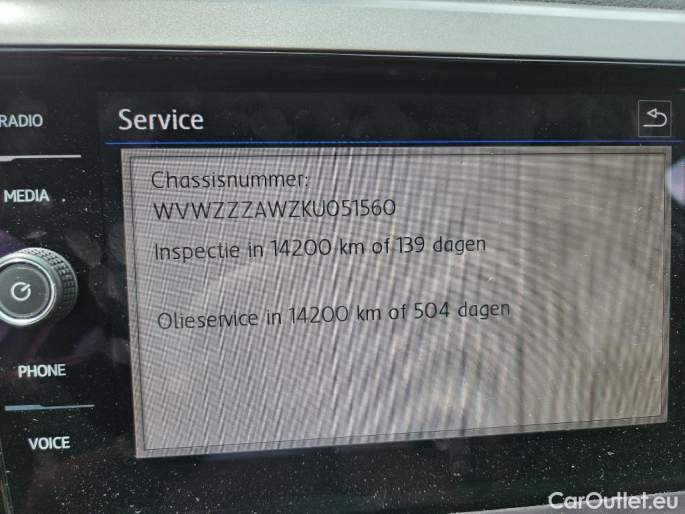 RADIO
Service
MEDIA
Chassisnummer:
WVWZZZAWZKU051560
Inspectie in 14200 km of 139 dagen
Olieservice in 14200 km of 504 dagen
PHONE
VOICE
CarOutlet.eu